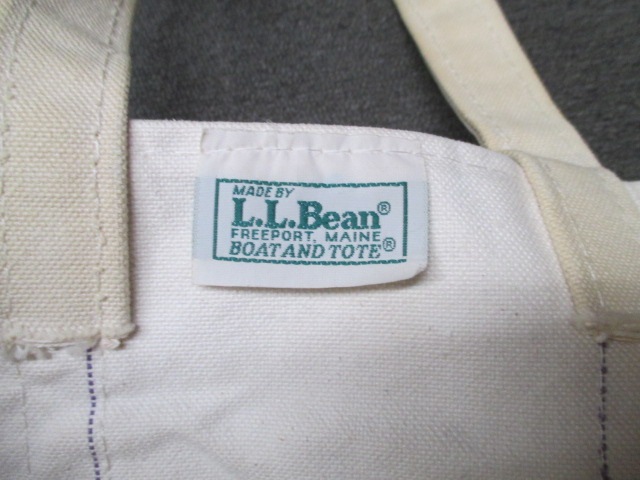 MADE BY
L.L.Bean®
FREEPORT, MAINE
BOAT AND TOTE®